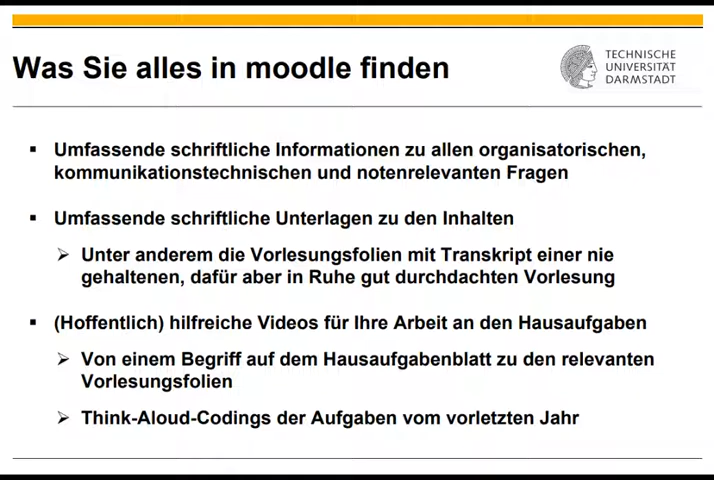 Was Sie alles in moodle finden
TECHNISCHE
UNIVERSITÄT
DARMSTADT
▪ Umfassende schriftliche Informationen zu allen organisatorischen,
kommunikationstechnischen und notenrelevanten Fragen
▪ Umfassende schriftliche Unterlagen zu den Inhalten
➢ Unter anderem die Vorlesungsfolien mit Transkript einer nie
gehaltenen, dafür aber in Ruhe gut durchdachten Vorlesung
▪ (Hoffentlich) hilfreiche Videos für Ihre Arbeit an den Hausaufgaben
➢ Von einem Begriff auf dem Hausaufgabenblatt zu den relevanten
Vorlesungsfolien
➢ Think-Aloud-Codings der Aufgaben vom vorletzten Jahr